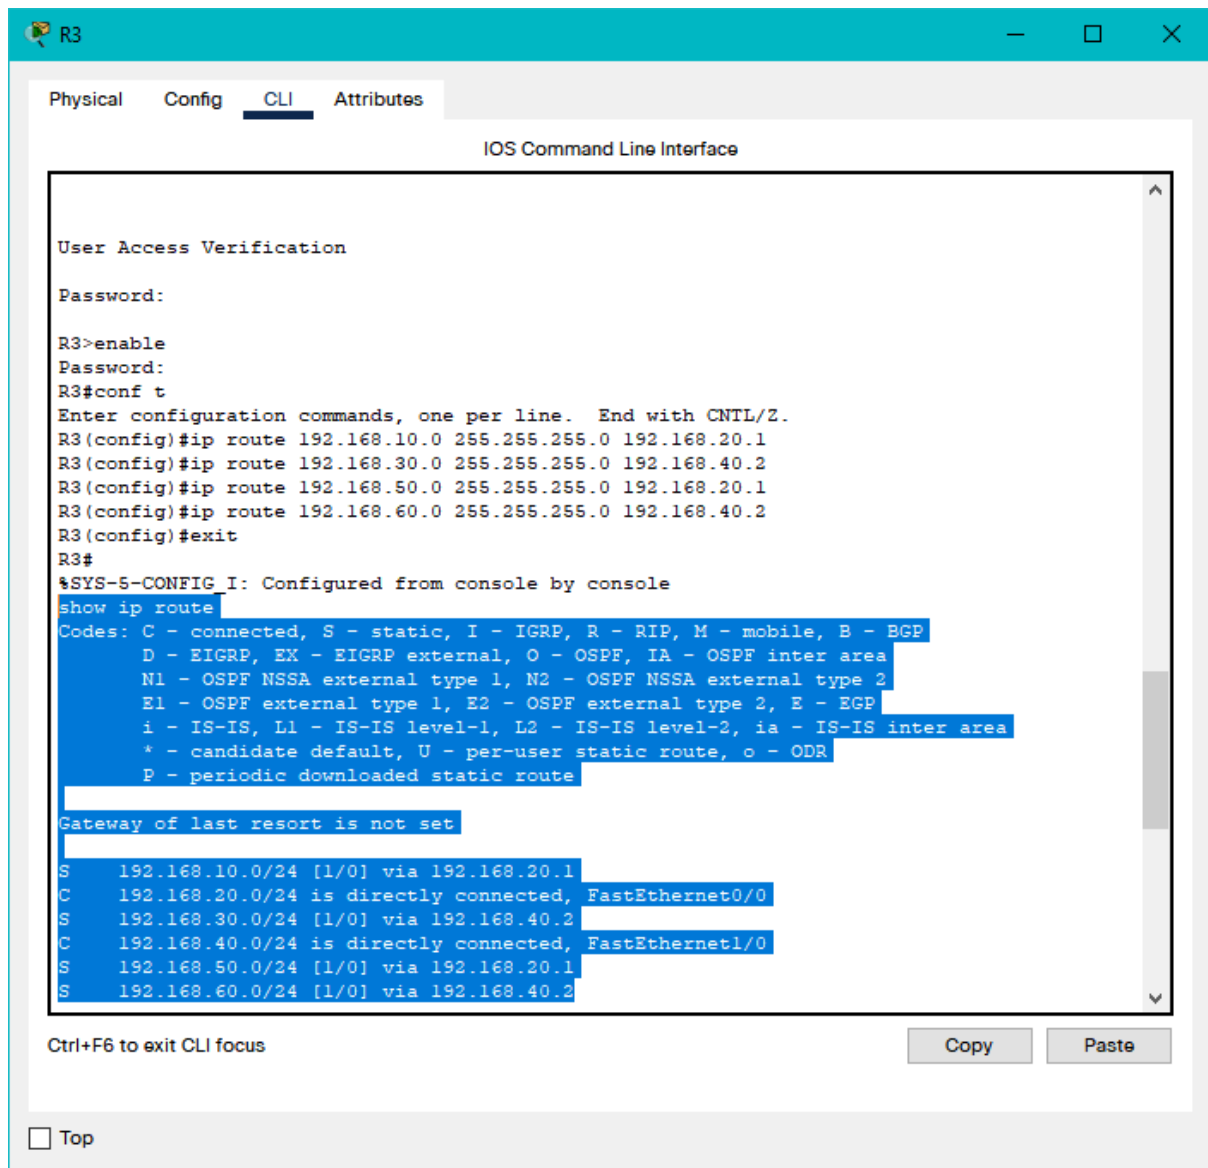 R3
Physical Config CLI Attributes
IOS Command Line Interface
User Access Verification
Password:
R3>enable
Password:
R3#conf t
Enter configuration commands, one per line.  End with CNTL/Z.
R3(config)#ip route 192.168.10.0 255.255.255.0 192.168.20.1
R3(config)#ip route 192.168.30.0 255.255.255.0 192.168.40.2
R3(config)#ip route 192.168.50.0 255.255.255.0 192.168.20.1
R3(config)#ip route 192.168.60.0 255.255.255.0 192.168.40.2
R3(config)#exit
R3#
%SYS-5-CONFIG_I: Configured from console by console
show ip route
Codes: C - connected, S - static, I - IGRP, R - RIP, M - mobile, B - BGP
       D - EIGRP, EX - EIGRP external, O - OSPF, IA - OSPF inter area
       N1 - OSPF NSSA external type 1, N2 - OSPF NSSA external type 2
       E1 - OSPF external type 1, E2 - OSPF external type 2, E - EGP
       i - IS-IS, L1 - IS-IS level-1, L2 - IS-IS level-2, ia - IS-IS inter area
       * - candidate default, U - per-user static route, o - ODR
       P - periodic downloaded static route
Gateway of last resort is not set
S    192.168.10.0/24 [1/0] via 192.168.20.1
C    192.168.20.0/24 is directly connected, FastEthernet0/0
S    192.168.30.0/24 [1/0] via 192.168.40.2
C    192.168.40.0/24 is directly connected, FastEthernet1/0
S    192.168.50.0/24 [1/0] via 192.168.20.1
S    192.168.60.0/24 [1/0] via 192.168.40.2
Ctrl+F6 to exit CLI focus
Copy Paste
Top